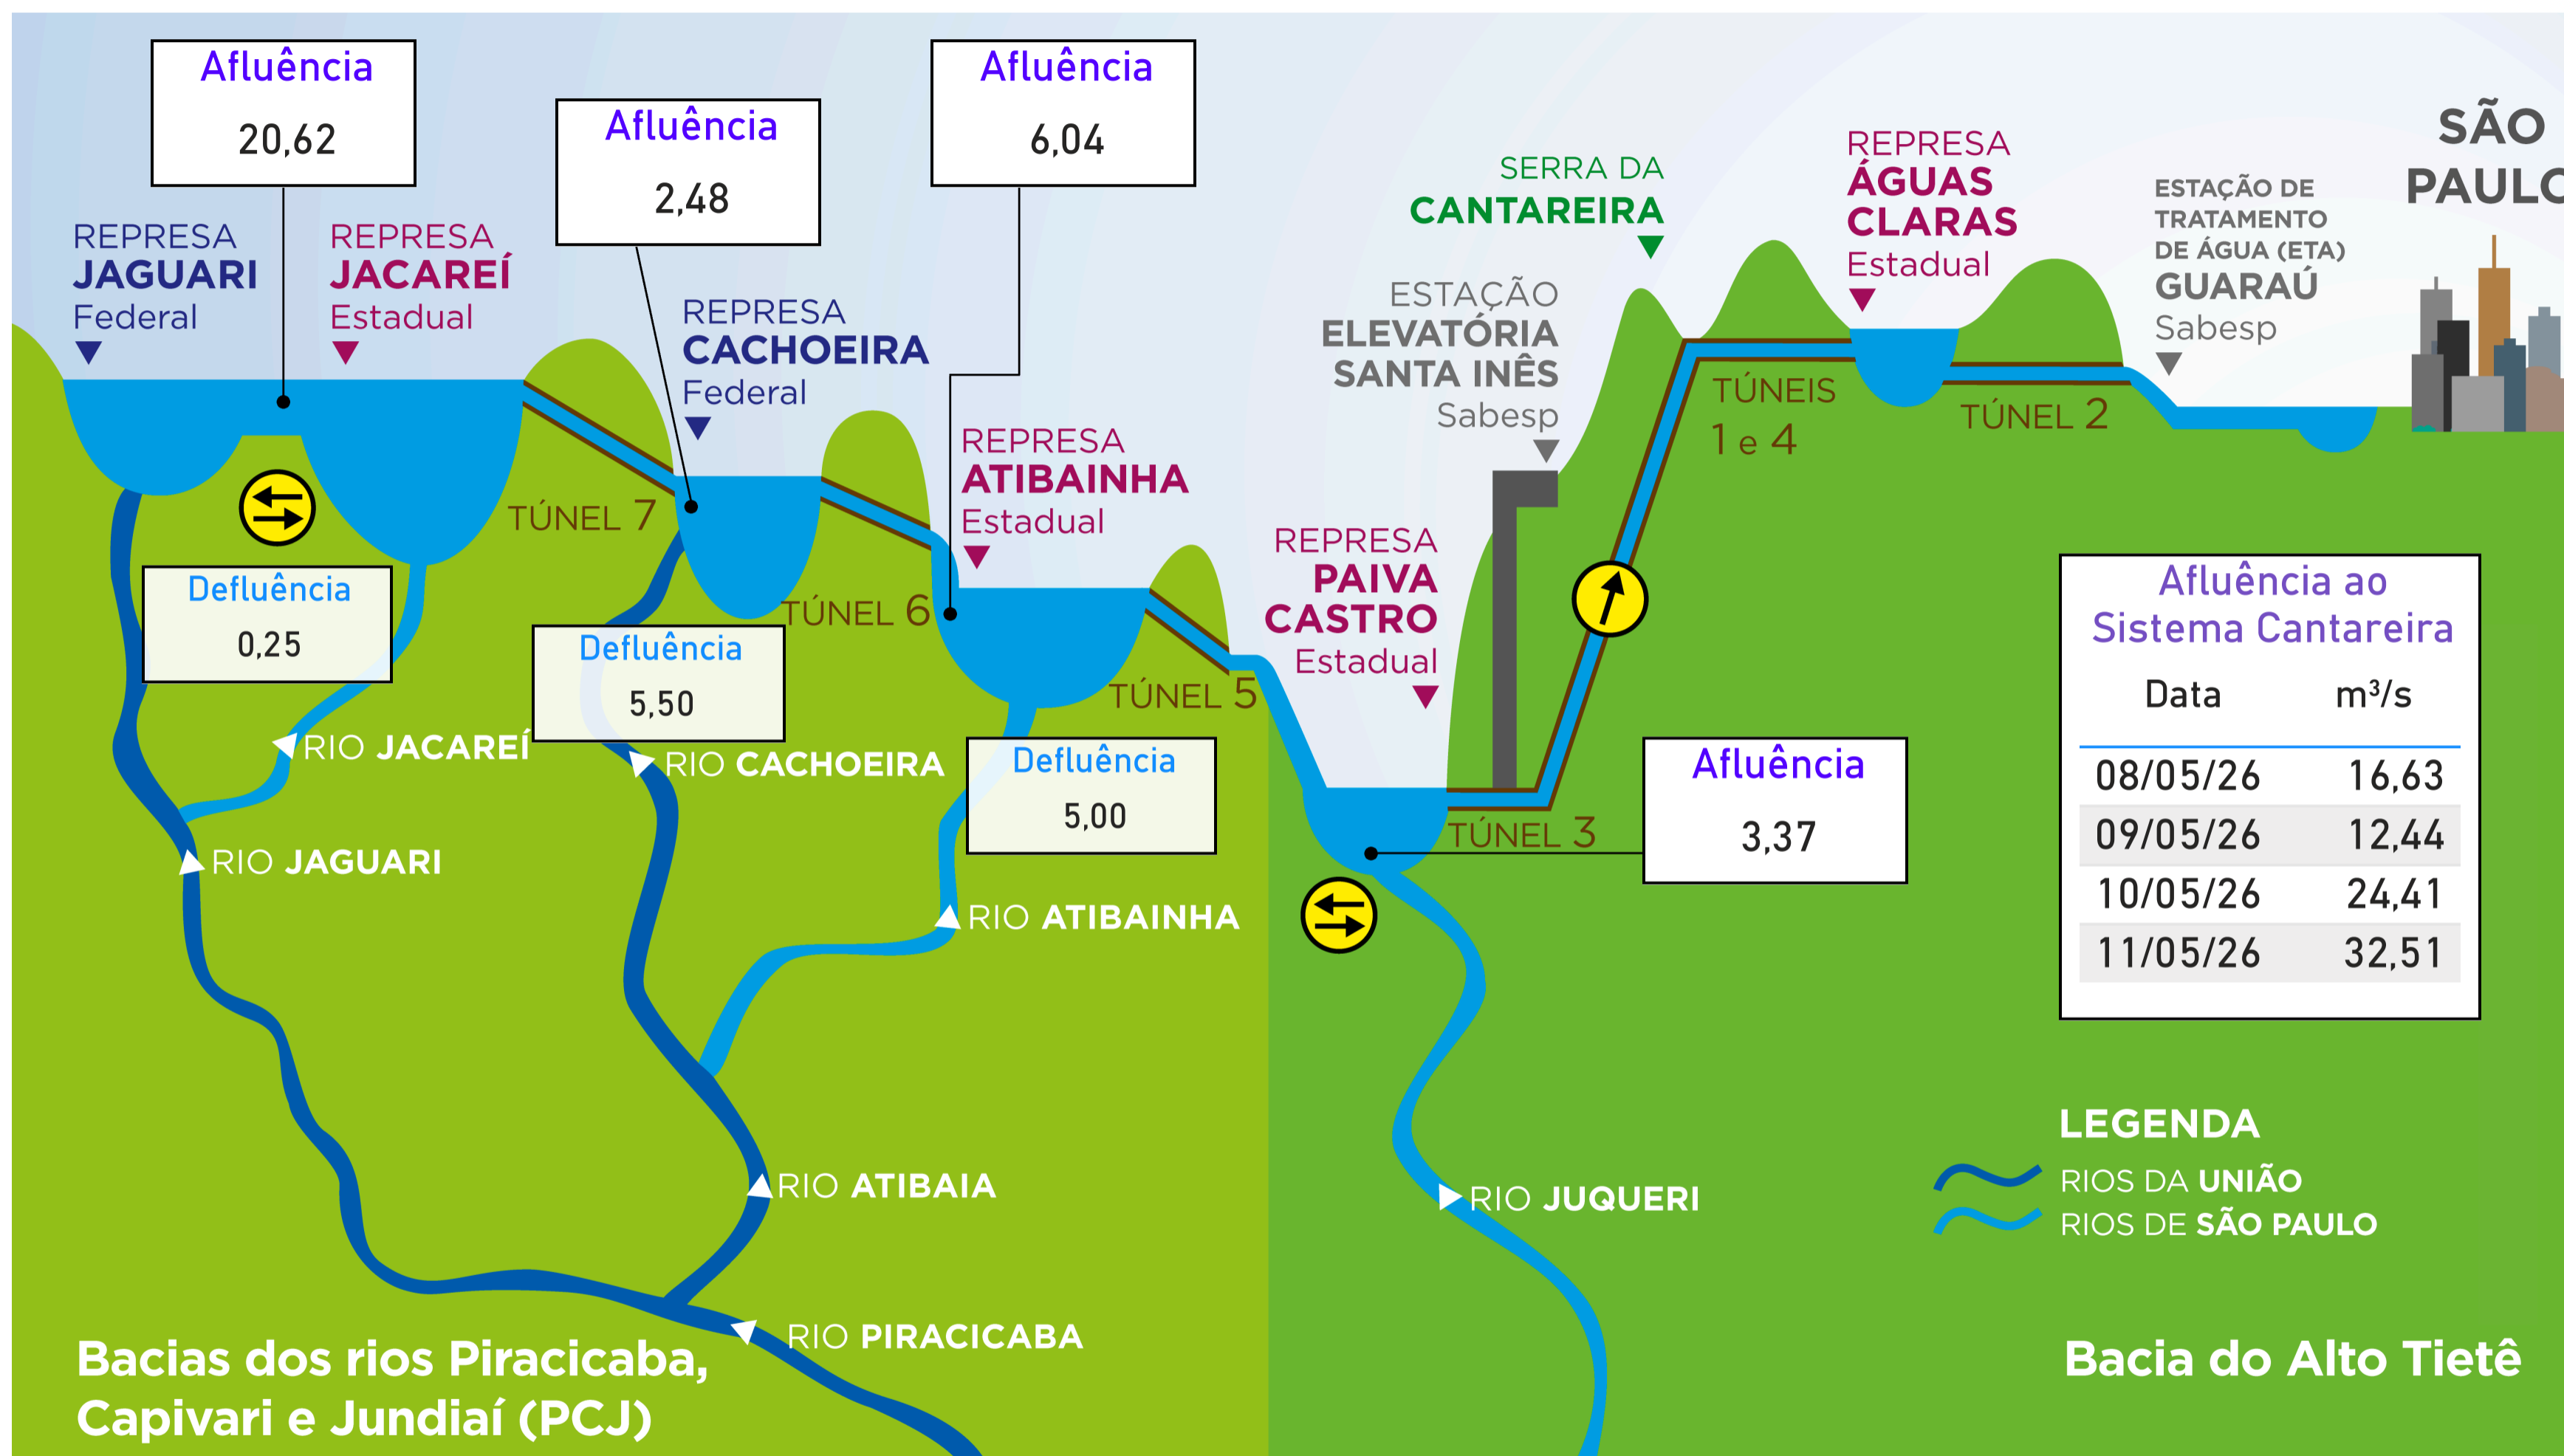 Afluência
20,62
Afluência
2,48
Afluência
6,04
REPRESA
JAGUARI
Federal
REPRESA
JACAREÍ
Estadual
REPRESA
CACHOEIRA
Federal
REPRESA
ATIBAINHA
Estadual
SERRA DA
CANTAREIRA
ESTAÇÃO
ELEVATÓRIA
SANTA INÊS
Sabesp
REPRESA
ÁGUAS
CLARAS
Estadual
ESTAÇÃO DE
TRATAMENTO
DE ÁGUA (ETA)
GUARAÚ
Sabesp
SÃO
PAULO
TÚNEL 7
TÚNEL 6
TÚNEL 5
REPRESA
PAIVA
CASTRO
Estadual
TÚNEIS
1 e 4
TÚNEL 2
TÚNEL 3
Defluência
0,25
Defluência
5,50
Defluência
5,00
Afluência
3,37
Afluência ao
Sistema Cantareira
Data m³/s
08/05/26 16,63
09/05/26 12,44
10/05/26 24,41
11/05/26 32,51
RIO JACAREÍ
RIO CACHOEIRA
RIO JAGUARI
RIO ATIBAINHA
RIO ATIBAIA
RIO JUQUERI
RIO PIRACICABA
LEGENDA
RIOS DA UNIÃO
RIOS DE SÃO PAULO
Bacias dos rios Piracicaba,
Capivari e Jundiaí (PCJ)
Bacia do Alto Tietê